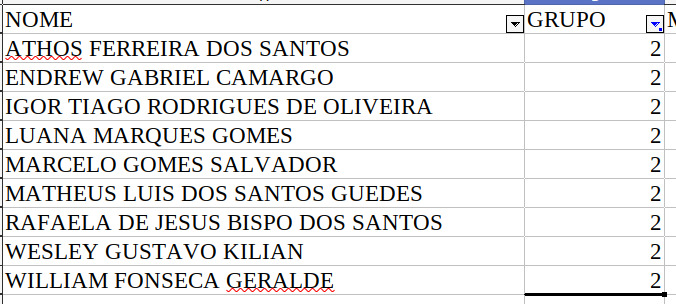 NOME GRUPO
ATHOS FERREIRA DOS SANTOS 2
ENDREW GABRIEL CAMARGO 2
IGOR TIAGO RODRIGUES DE OLIVEIRA 2
LUANA MARQUES GOMES 2
MARCELO GOMES SALVADOR 2
MATHEUS LUIS DOS SANTOS GUEDES 2
RAFAELA DE JESUS BISPO DOS SANTOS 2
WESLEY GUSTAVO KILIAN 2
WILLIAM FONSECA GERALDE 2